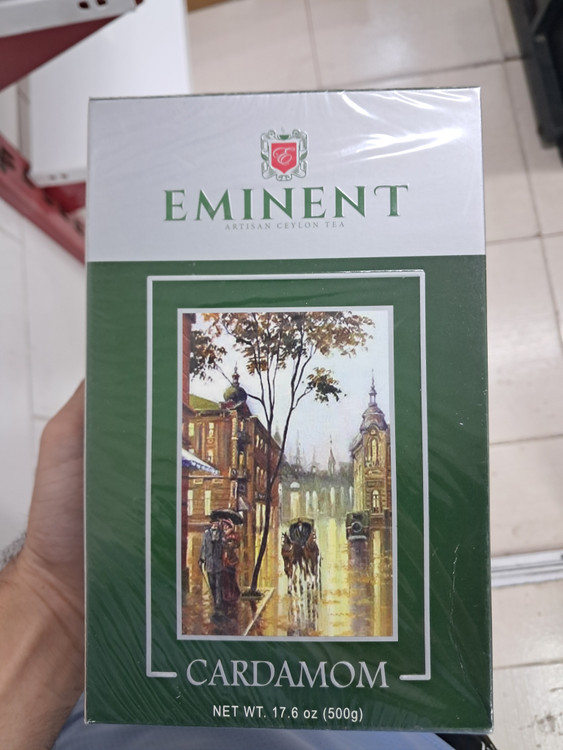 E
EMINENT
ARTISAN CEYLON TEA
CARDAMOM
NET WT. 17.6 oz (500g)